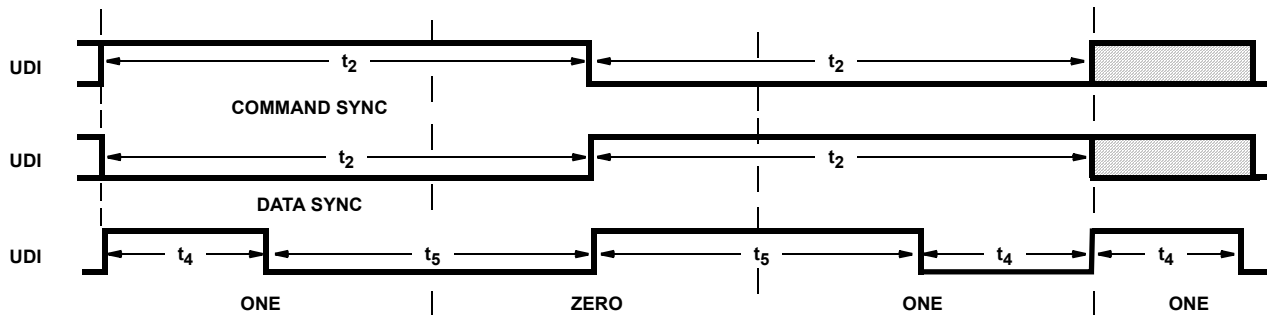 UDI
t₂ t₂
COMMAND SYNC
UDI
t₂ t₂
DATA SYNC
UDI
t₄ t₅ t₅ t₄ t₄
ONE ZERO ONE ONE